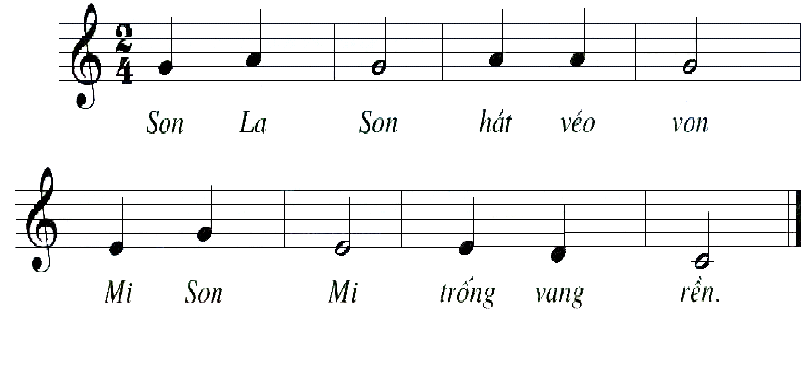 2
4
Son La Son hát véo von
Mi Son Mi trống vang rền.